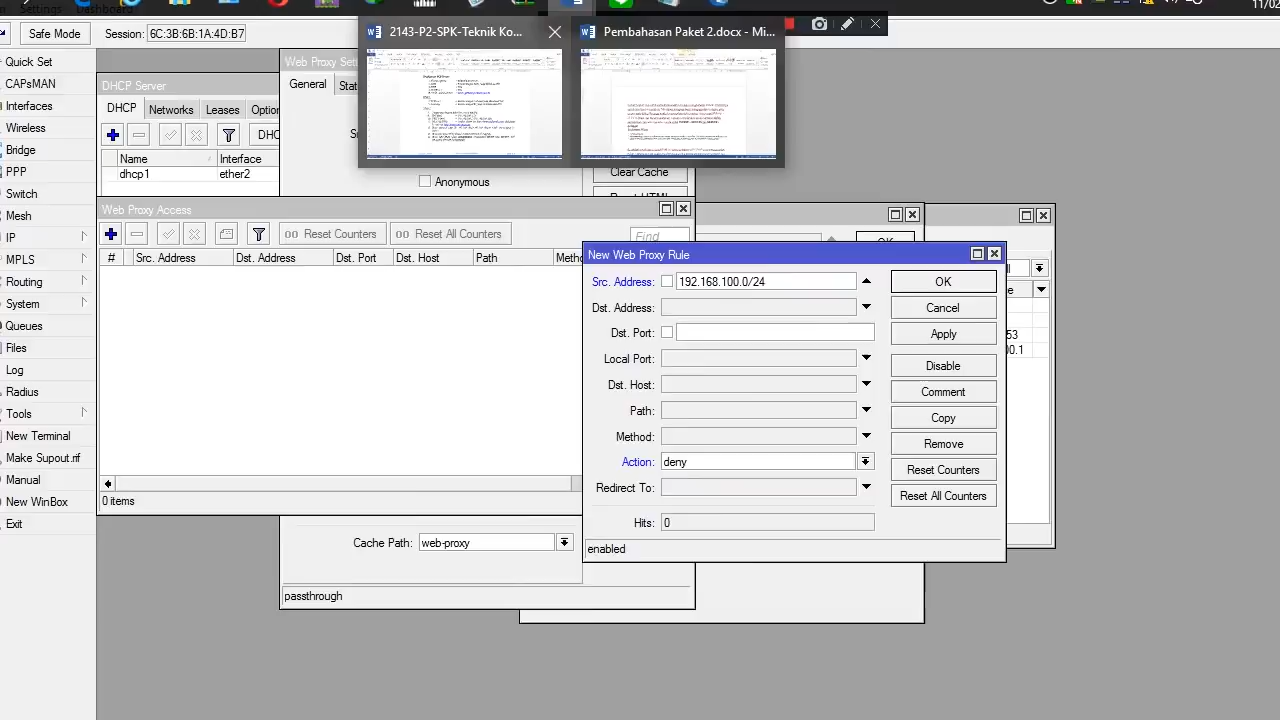 Settings
Dashboard
11/02
Safe Mode
Session:
6C:3B:6B:1A:4D:B7
2143-P2-SPK-Teknik Ko...
Pembahasan Paket 2.docx - Mi...
Quick Set
Interfaces
Wireless
Bridge
PPP
Switch
Mesh
IP
MPLS
Routing
System
Queues
Files
Log
Radius
Tools
New Terminal
Make Supout.rif
Manual
New WinBox
Exit
DHCP Server
DHCP
Networks
Leases
DHC
Name
Interface
dhcp1
ether2
General
Anonymous
Clear Cache
Web Proxy Access
Reset Counters
Reset All Counters
Find
#
Src. Address
Dst. Address
Dst. Port
Dst. Host
Path
Metho
0 items
Cache Path:
web-proxy
passthrough
New Web Proxy Rule
Src. Address:
192.168.100.0/24
Dst. Address:
Dst. Port:
Local Port:
Dst. Host:
Path:
Method:
Action:
deny
Redirect To:
Hits:
0
enabled
OK
Cancel
Apply
Disable
Comment
Copy
Remove
Reset Counters
Reset All Counters